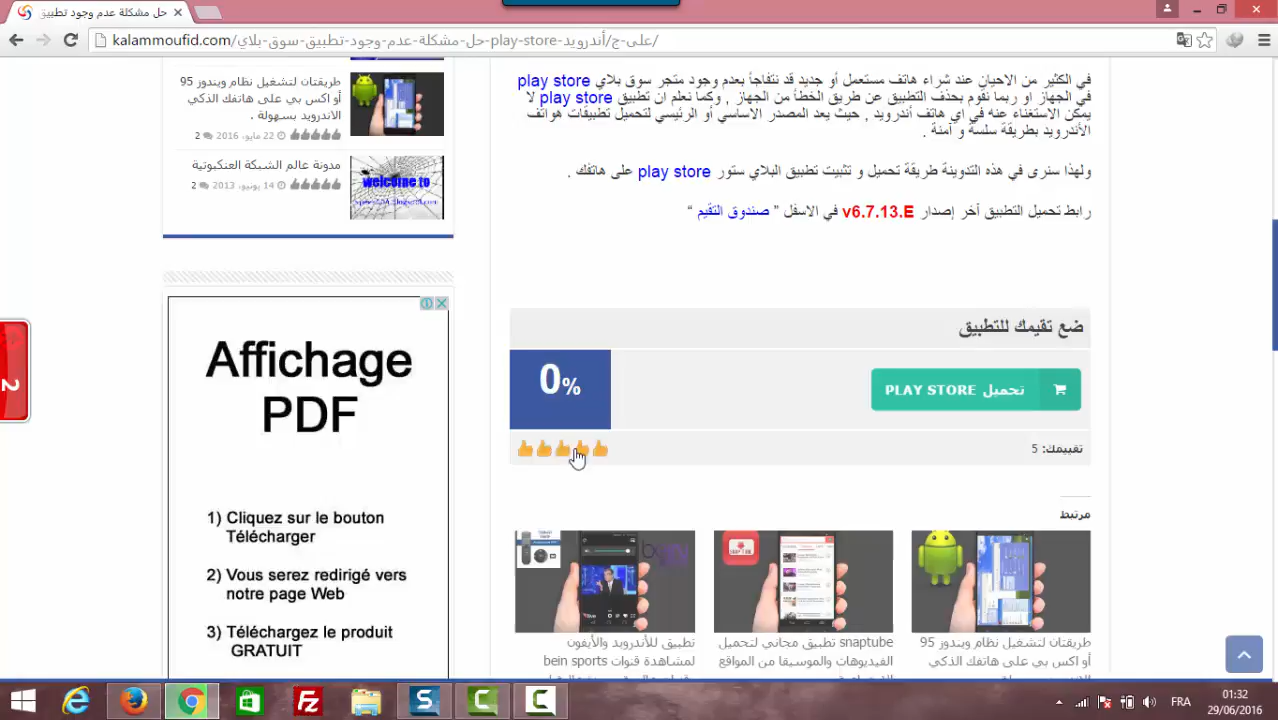 حل مشكلة عدم وجود تطبيق
kalammoufid.com/على-ج/أندرويد-play-store-حل-مشكلة-عدم-وجود-تطبيق-سوق-بلاي/
طريقتان لتشغيل نظام ويندوز 95
أو اكس بي على هاتفك الذكي
الاندرويد بسهولة .
22 مايو، 2016 2
مدونة عالم الشبكة العنكبوتية
14 يونيو، 2013 2
welcome to
في الكثير من الاحيان عند شراء هاتف مستعمل أو جديد قد نتفاجأ بعدم وجود متجر سوق بلاي play store
في الجهاز او ربما نقوم بحذف التطبيق عن طريق الخطأ من الجهاز , وكما نعلم ان تطبيق play store لا
يمكن الاستغناء عنه في اي هاتف أندرويد , حيث يعد المصدر الاساسي أو الرئيسي لتحميل تطبيقات هواتف
الأندرويد بطريقة سلسة و آمنة .
ولهذا سنرى في هذه التدوينة طريقة تحميل و تثبيت تطبيق البلاي ستور play store على هاتفك .
رابط تحميل التطبيق أخر إصدار v6.7.13.E في الاسفل " صندوق التقيم "
Affichage
PDF
1) Cliquez sur le bouton
Télécharger
2) Vous serez redirigé vers
notre page Web
3) Téléchargez le produit
GRATUIT
2
ضع تقيمك للتطبيق
0%
تحميل PLAY STORE
تقييمك: 5
مرتبط
طريقتان لتشغيل نظام ويندوز 95
أو اكس بي على هاتفك الذكي
snaptube تطبيق مجاني لتحميل
الفيديوهات والموسيقا من المواقع
تطبيق للأندرويد والأيفون
لمشاهدة قنوات bein sports
FRA
01:32
29/06/2016